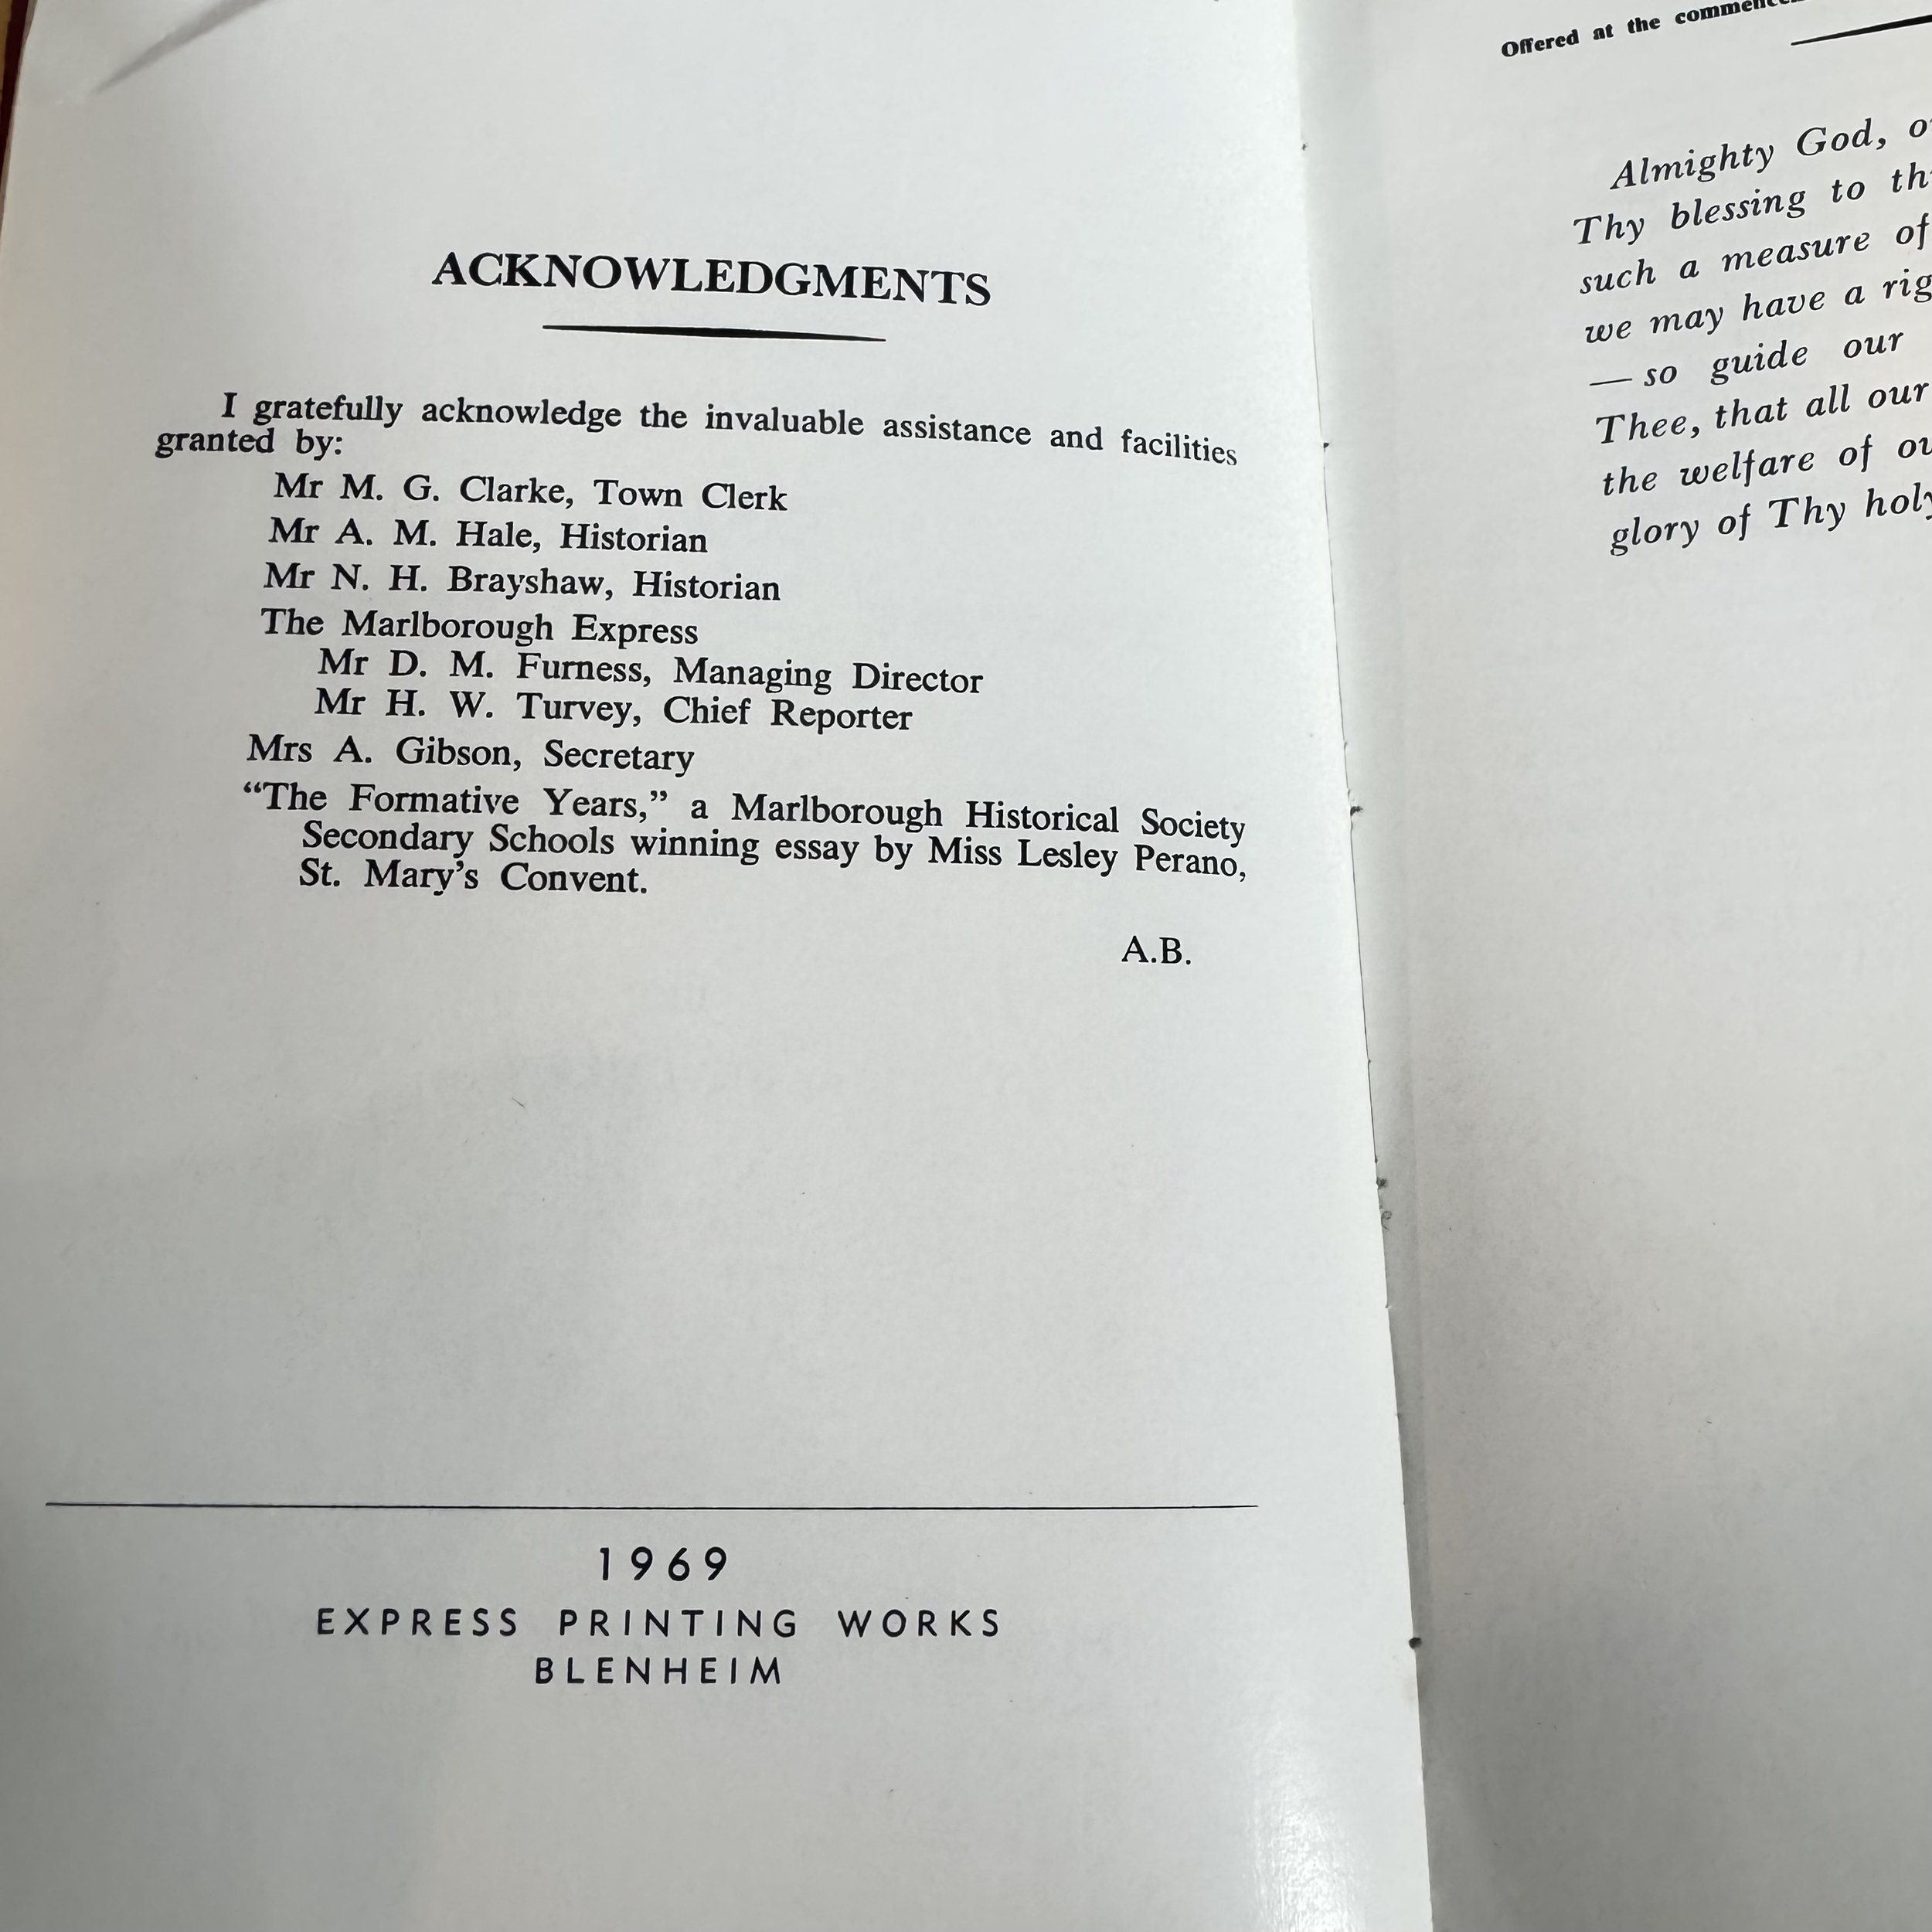 ACKNOWLEDGMENTS
I gratefully acknowledge the invaluable assistance and facilities
granted by:
Mr M. G. Clarke, Town Clerk
Mr A. M. Hale, Historian
Mr N. H. Brayshaw, Historian
The Marlborough Express
Mr D. M. Furness, Managing Director
Mr H. W. Turvey, Chief Reporter
Mrs A. Gibson, Secretary
“The Formative Years,” a Marlborough Historical Society
Secondary Schools winning essay by Miss Lesley Perano,
St. Mary’s Convent.
A.B.
1969
EXPRESS PRINTING WORKS
BLENHEIM
Offered at the
Almighty God,
Thy blessing to
such a measure of
we may have a
— so guide our
Thee, that all our
the welfare of
glory of Thy